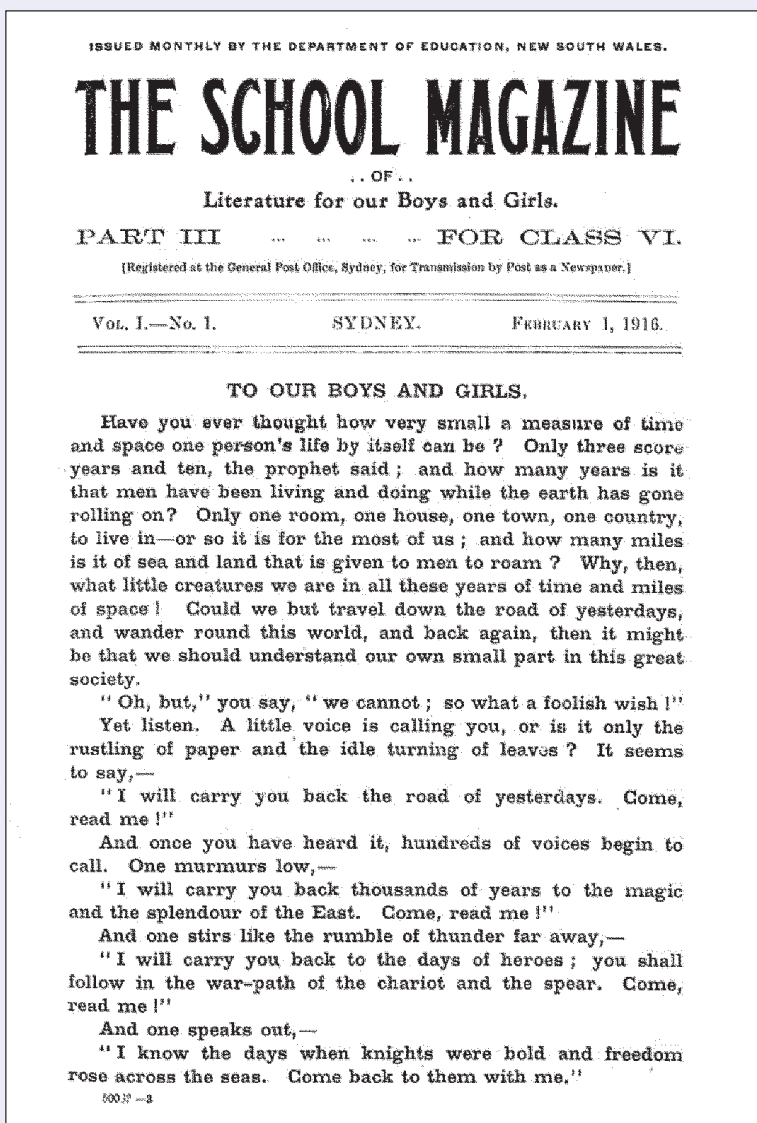 ISSUED MONTHLY BY THE DEPARTMENT OF EDUCATION, NEW SOUTH WALES.
THE SCHOOL MAGAZINE
..OF..
Literature for our Boys and Girls.
PART III ... ... ... ... FOR CLASS VI.
[Registered at the General Post Office, Sydney, for Transmission by Post as a Newspaper.]
VOL. I.—No. 1. SYDNEY. FEBRUARY 1, 1916.
TO OUR BOYS AND GIRLS.
Have you ever thought how very small a measure of time
and space one person's life by itself can be ? Only three score
years and ten, the prophet said ; and how many years is it
that men have been living and doing while the earth has gone
rolling on? Only one room, one house, one town, one country,
to live in—or so it is for the most of us ; and how many miles
is it of sea and land that is given to men to roam ? Why, then,
what little creatures we are in all these years of time and miles
of space ! Could we but travel down the road of yesterdays,
and wander round this world, and back again, then it might
be that we should understand our own small part in this great
society.
" Oh, but," you say, " we cannot ; so what a foolish wish !"
Yet listen. A little voice is calling you, or is it only the
rustling of paper and the idle turning of leaves ? It seems
to say,—
"I will carry you back the road of yesterdays. Come,
read me !"
And once you have heard it, hundreds of voices begin to
call. One murmurs low,—
"I will carry you back thousands of years to the magic
and the splendour of the East. Come, read me !"
And one stirs like the rumble of thunder far away,—
"I will carry you back to the days of heroes ; you shall
follow in the war-path of the chariot and the spear. Come,
read me !"
And one speaks out,—
"I know the days when knights were bold and freedom
rose across the seas. Come back to them with me."